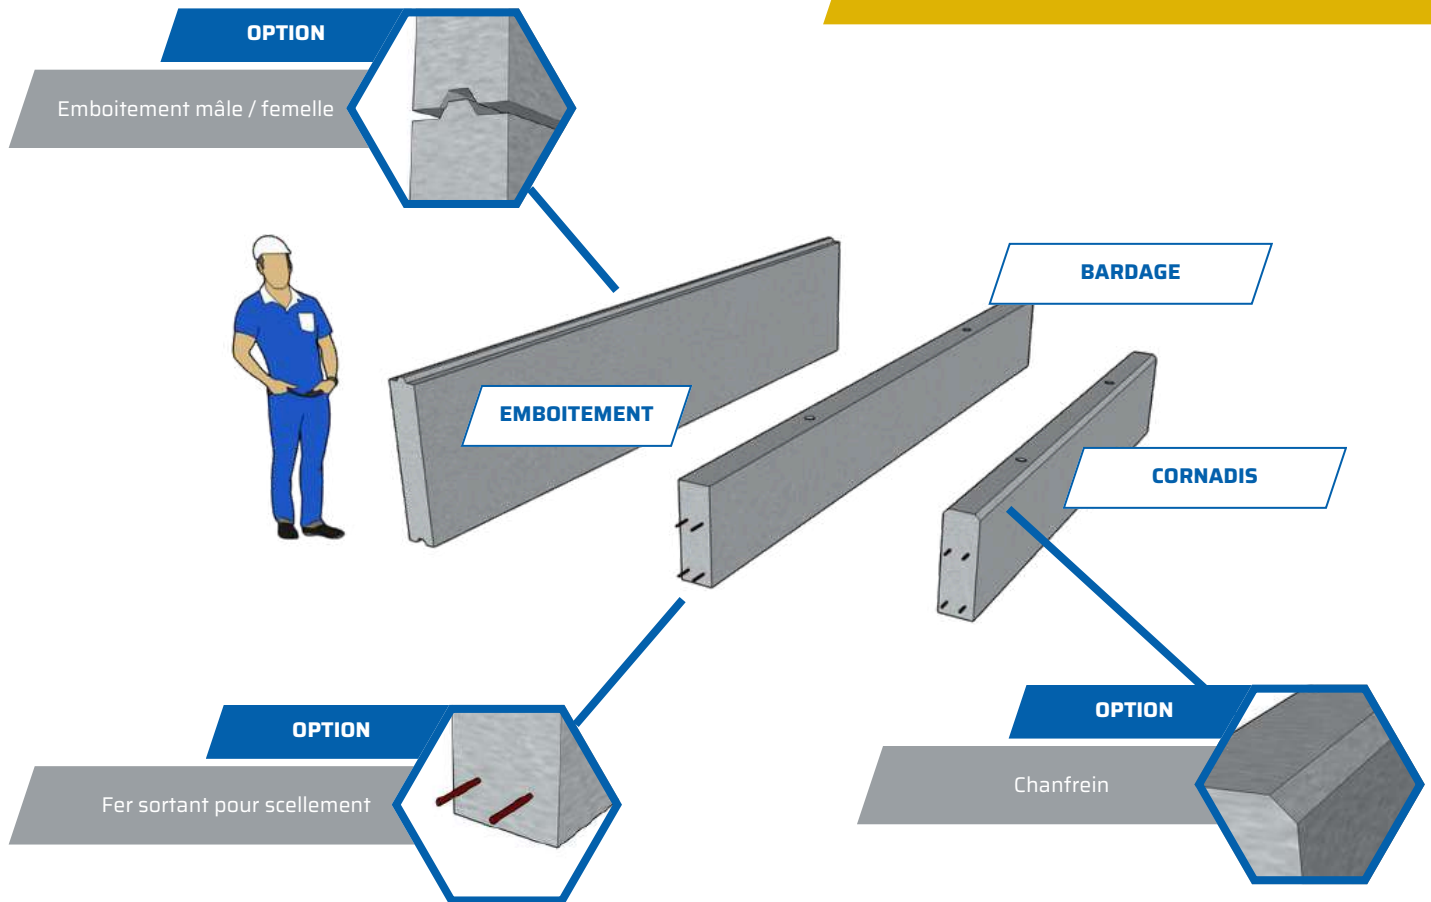 OPTION
Emboitement mâle / femelle
BARDAGE
EMBOITEMENT
CORNADIS
OPTION
Fer sortant pour scellement
OPTION
Chanfrein